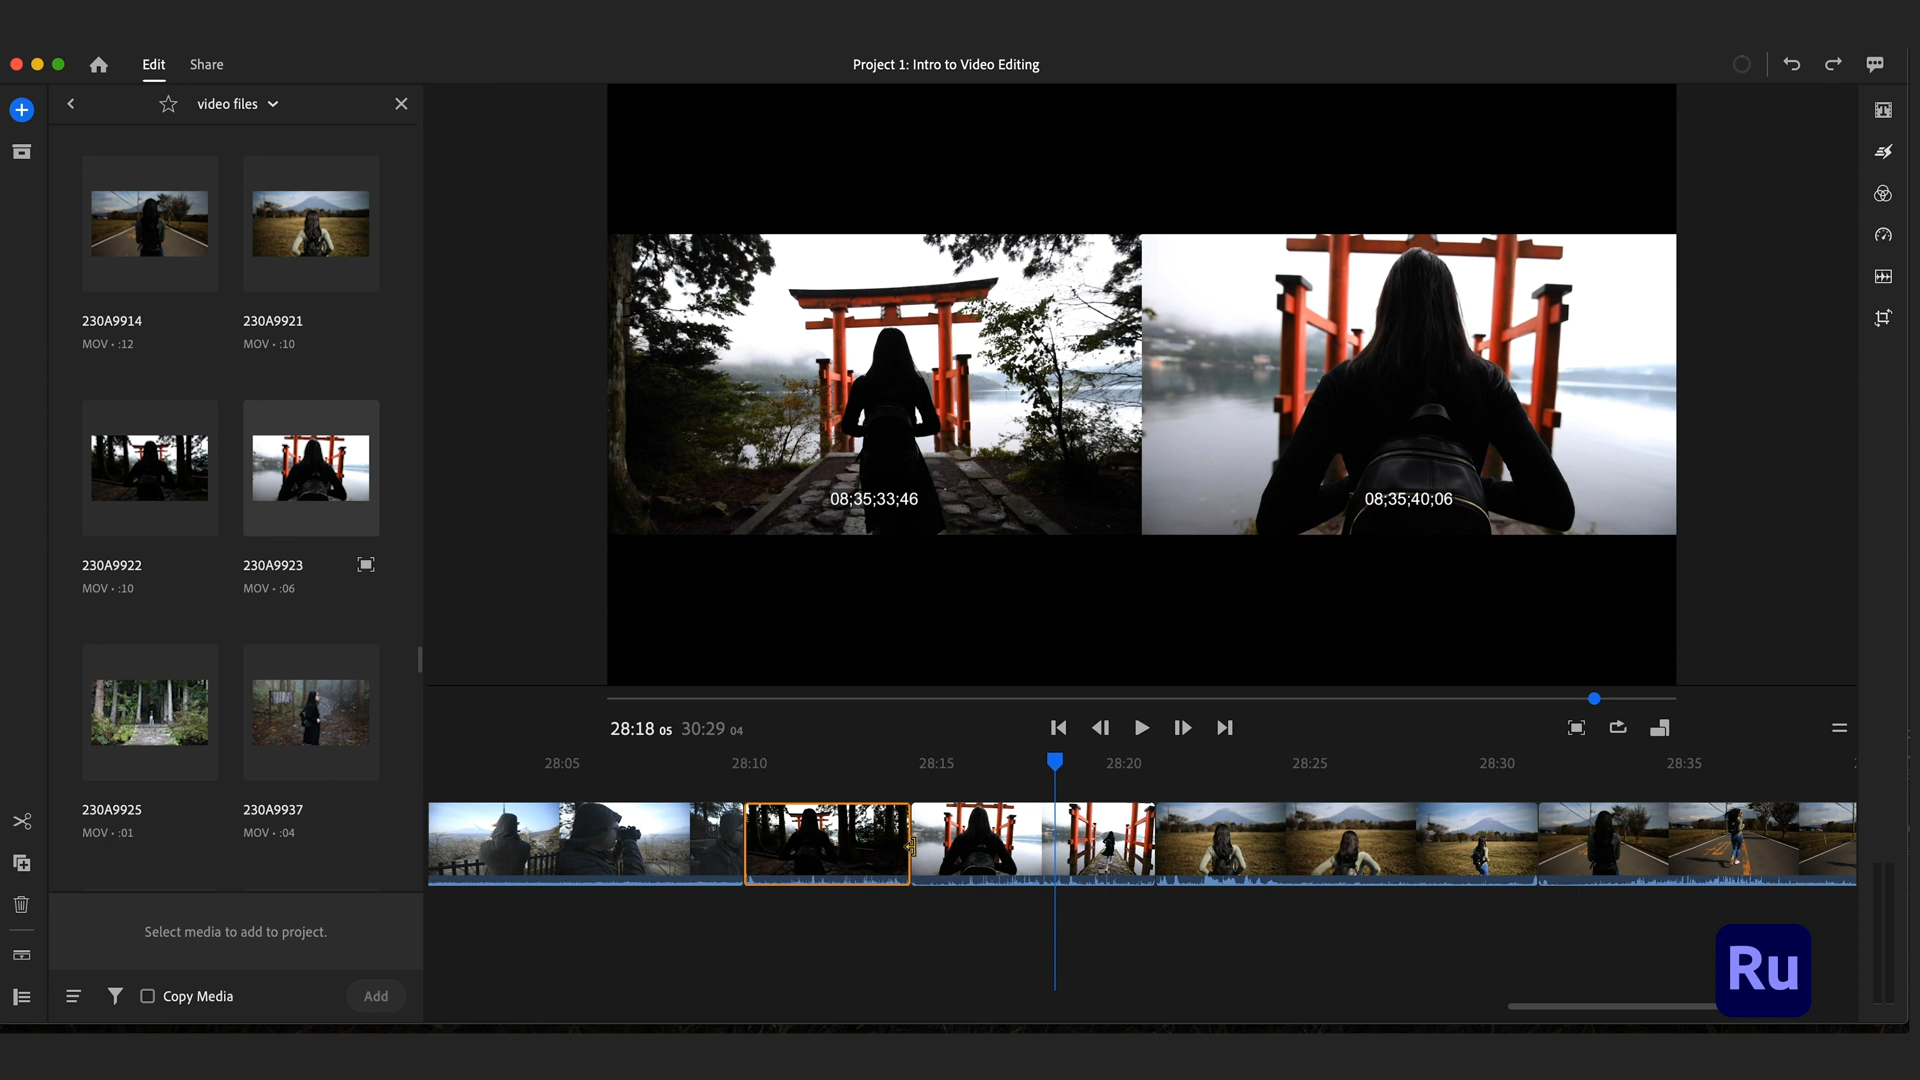 Edit
Share
Project 1: Intro to Video Editing
video files
230A9914
MOV • :12
230A9921
MOV • :10
230A9922
MOV • :10
230A9923
MOV • :06
230A9925
MOV • :01
230A9937
MOV • :04
08;35;33;46
08;35;40;06
28:18 05 30:29 04
28:05
28:10
28:15
28:20
28:25
28:30
28:35
Select media to add to project.
Copy Media
Add
Ru